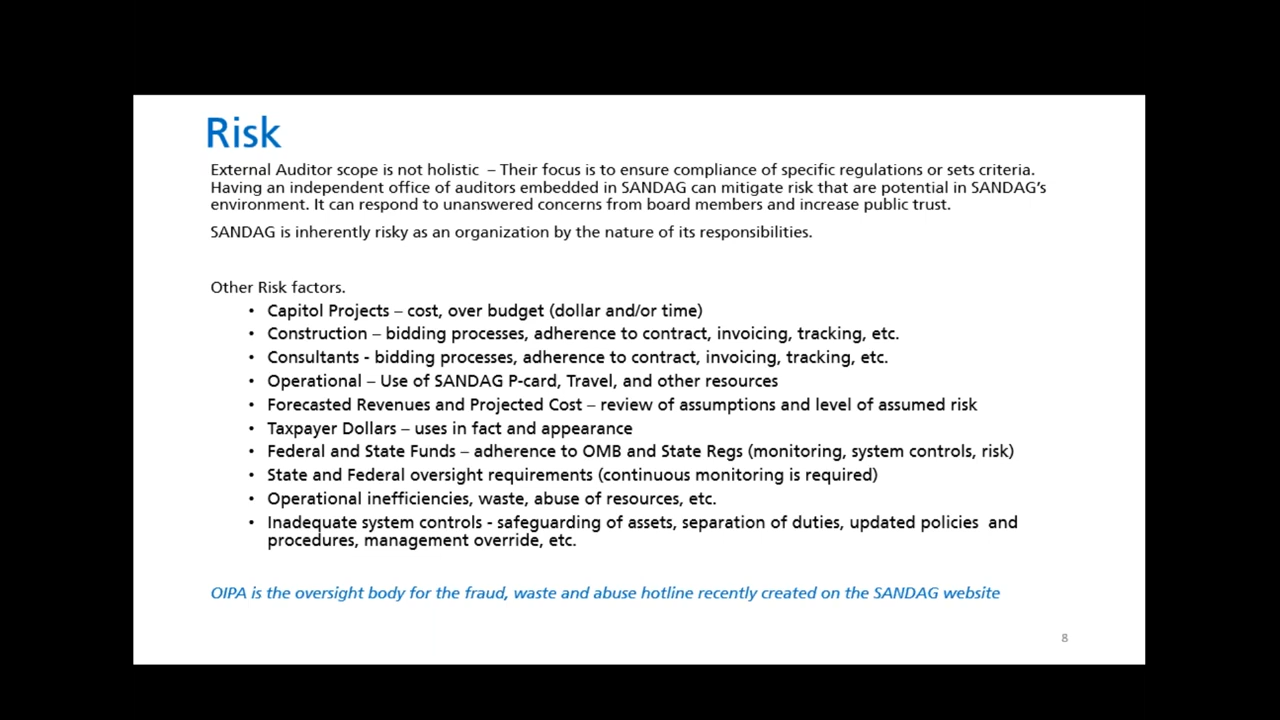 Risk
External Auditor scope is not holistic – Their focus is to ensure compliance of specific regulations or sets criteria.
Having an independent office of auditors embedded in SANDAG can mitigate risk that are potential in SANDAG's
environment. It can respond to unanswered concerns from board members and increase public trust.
SANDAG is inherently risky as an organization by the nature of its responsibilities.
Other Risk factors.
• Capitol Projects – cost, over budget (dollar and/or time)
• Construction – bidding processes, adherence to contract, invoicing, tracking, etc.
• Consultants - bidding processes, adherence to contract, invoicing, tracking, etc.
• Operational – Use of SANDAG P-card, Travel, and other resources
• Forecasted Revenues and Projected Cost – review of assumptions and level of assumed risk
• Taxpayer Dollars – uses in fact and appearance
• Federal and State Funds – adherence to OMB and State Regs (monitoring, system controls, risk)
• State and Federal oversight requirements (continuous monitoring is required)
• Operational inefficiencies, waste, abuse of resources, etc.
• Inadequate system controls - safeguarding of assets, separation of duties, updated policies and
procedures, management override, etc.
OIPA is the oversight body for the fraud, waste and abuse hotline recently created on the SANDAG website
8